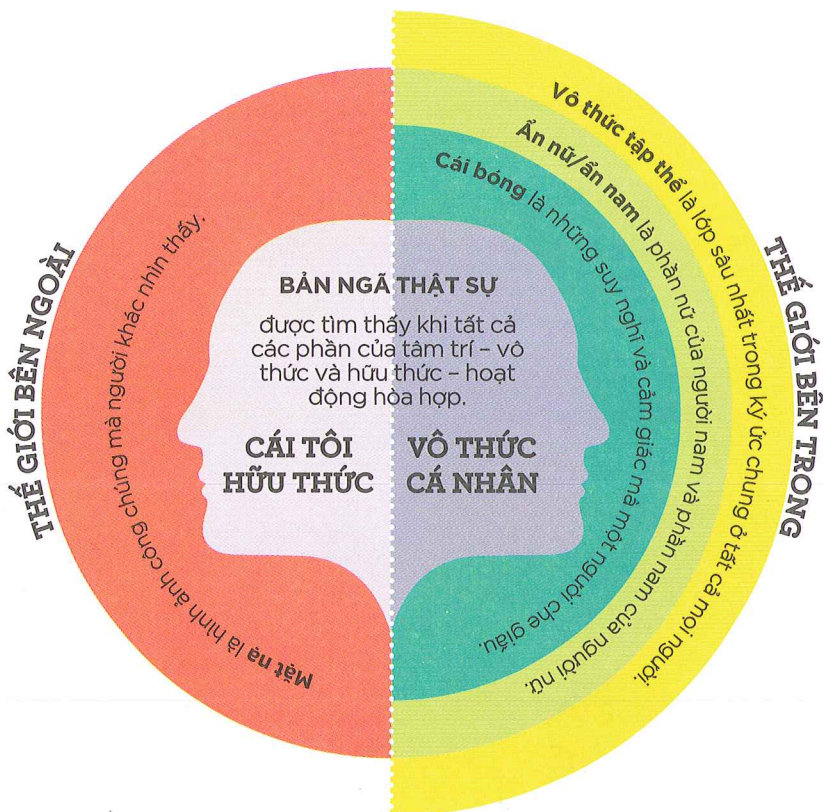 THẾ GIỚI BÊN NGOÀI
Mặt nạ là hình ảnh công chúng mà người khác nhìn thấy.
BẢN NGÃ THẬT SỰ
được tìm thấy khi tất cả
các phần của tâm trí – vô
thức và hữu thức – hoạt
động hòa hợp.
CÁI TÔI
HỮU THỨC
VÔ THỨC
CÁ NHÂN
Cái bóng là những suy nghĩ và cảm giác mà một người che giấu.
Ẩn nữ/ẩn nam là phần nữ của người nam và phần nam của người nữ.
Vô thức tập thể là lớp sâu nhất trong ký ức chung ở tất cả mọi người.
THẾ GIỚI BÊN TRONG